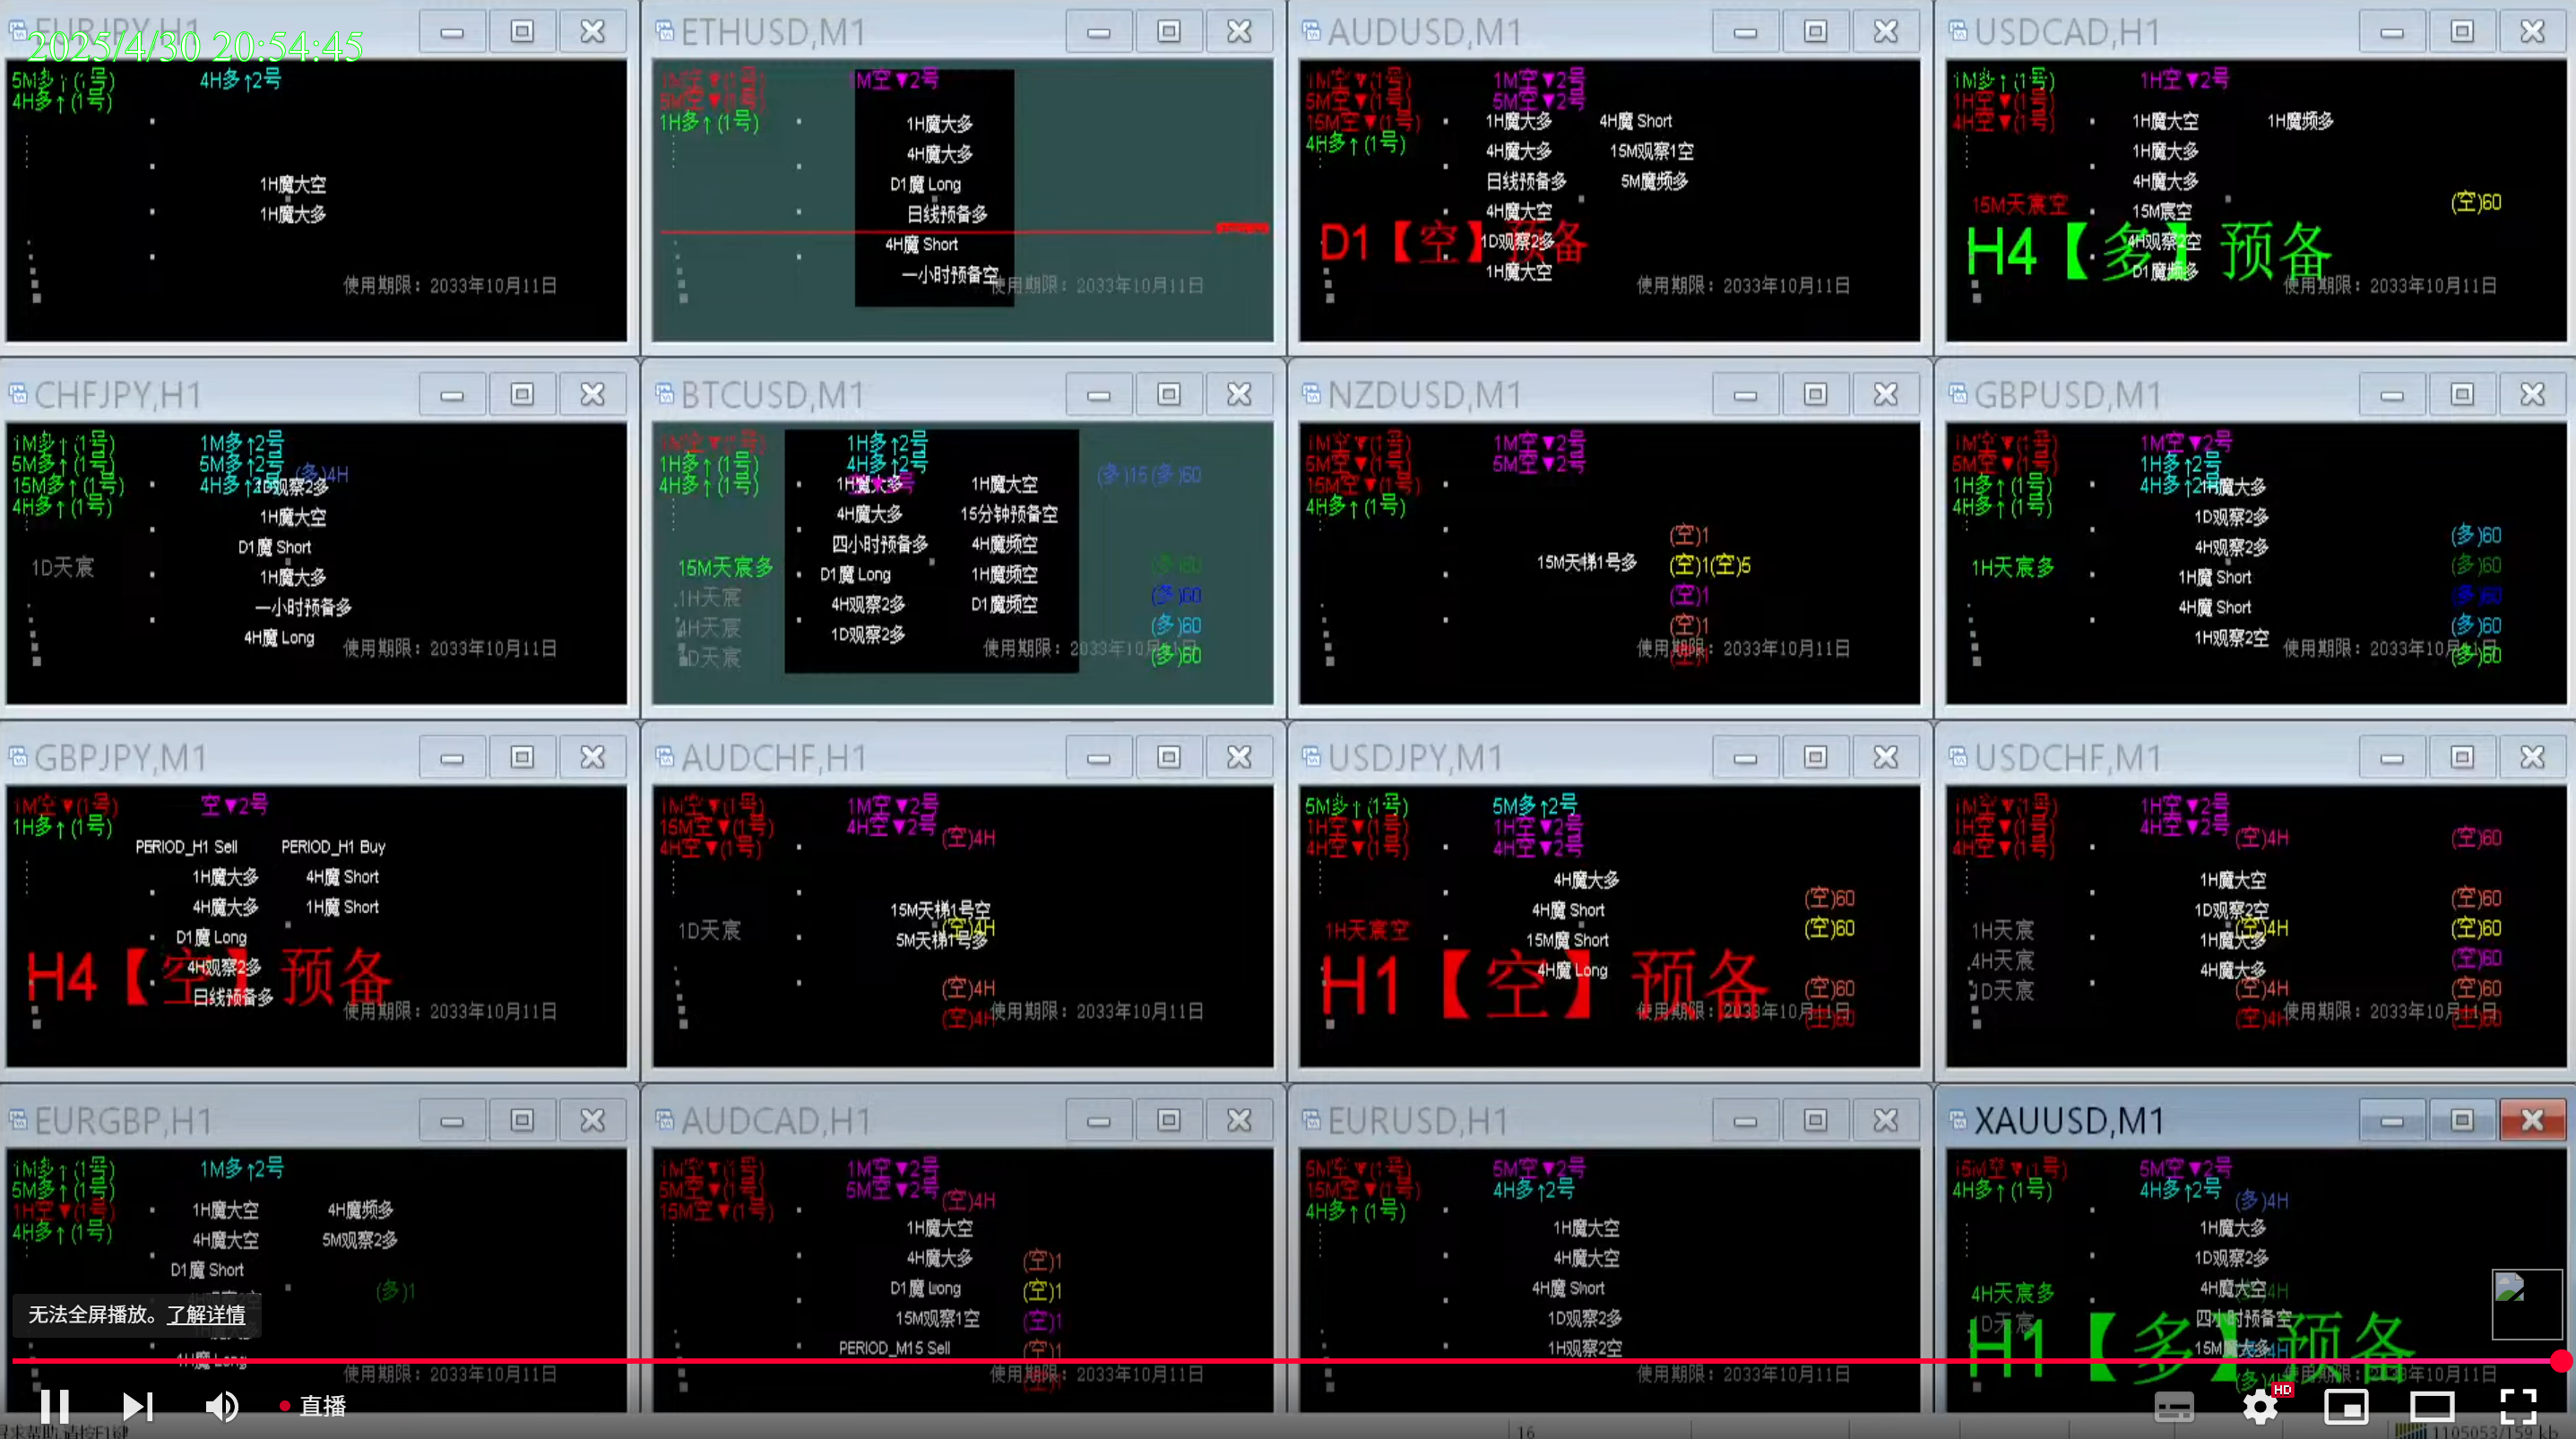 EURJPY,H1
2025/4/30 20:54:45
5M多↑(1号) 4H多↑2号
4H多↑(1号)
1H魔大空
1H魔大多
使用期限：2033年10月11日
ETHUSD,M1
1M空▼(1号) 1M空▼2号
5M空▼(1号)
1H多↑(1号)
1H魔大多
4H魔大多
D1魔 Long
日线预备多
4H魔 Short
一小时预备空
使用期限：2033年10月11日
AUDUSD,M1
1M空▼(1号) 1M空▼2号
5M空▼(1号) 5M空▼2号
15M空▼(1号) 1H魔大多 4H魔 Short
4H多↑(1号) 4H魔大多 15M观察1空
日线预备多 5M魔频多
4H魔大空
D1【空】预备
1D观察2多
1H魔大空
使用期限：2033年10月11日
USDCAD,H1
1M多↑(1号) 1H空▼2号
1H空▼(1号)
4H空▼(1号) 1H魔大空 1H魔频多
1H魔大多
4H魔大多
15M天宸空 15M宸空 (空)60
H4【多】预备
4H观察2空
D1魔频多
使用期限：2033年10月11日
CHFJPY,H1
1M多↑(1号) 1M多↑2号
5M多↑(1号) 5M多↑2号 (多)4H
15M多↑(1号) 4H多↑2号 1D观察2多
4H多↑(1号) 1H魔大空
D1魔 Short
1D天宸 1H魔大多
一小时预备多
4H魔 Long
使用期限：2033年10月11日
BTCUSD,M1
1M空▼(1号) 1H多↑2号
1H多↑(1号) 4H多↑2号 (多)15(多)60
4H多↑(1号) 1H魔大多 1H魔大空
4H魔大多 15分钟预备空
四小时预备多 4H魔频空
15M天宸多 D1魔 Long 1H魔频空 (多)60
1H天宸 4H观察2多 D1魔频空 (多)60
4H天宸 1D观察2多 (多)60
1D天宸 (多)60
使用期限：2033年10月11日
NZDUSD,M1
1M空▼(1号) 1M空▼2号
5M空▼(1号) 5M空▼2号
15M空▼(1号)
4H多↑(1号)
(空)1
15M天梯1号多 (空)1(空)5
(空)1
(空)1
(空)1
使用期限：2033年10月11日
GBPUSD,M1
1M空▼(1号) 1M空▼2号
5M空▼(1号) 1H多↑2号
1H多↑(1号) 4H多↑2号 1H魔大多
4H多↑(1号) 1D观察2多
4H观察2多 (多)60
1H天宸多 1H魔 Short (多)60
4H魔 Short (多)60
1H观察2空 (多)60
(多)60
使用期限：2033年10月11日
GBPJPY,M1
1M空▼(1号) 空▼2号
1H多↑(1号)
PERIOD_H1 Sell PERIOD_H1 Buy
1H魔大多 4H魔 Short
4H魔大多 1H魔 Short
D1魔 Long
H4【空】预备
4H观察2多
日线预备多
使用期限：2033年10月11日
AUDCHF,H1
1M空▼(1号) 1M空▼2号
15M空▼(1号) 4H空▼2号 (空)4H
4H空▼(1号)
15M天梯1号空
1D天宸 (空)4H
5M天梯1号多
(空)4H
(空)4H
使用期限：2033年10月11日
USDJPY,M1
5M多↑(1号) 5M多↑2号
1H空▼(1号) 1H空▼2号
4H空▼(1号) 4H空▼2号
4H魔大多
4H魔 Short (空)60
1H天宸空 15M魔 Short (空)60
H1【空】预备
4H魔 Long (空)60
(空)60
使用期限：2033年10月11日
USDCHF,M1
1M空▼(1号) 1H空▼2号
1H空▼(1号) 4H空▼2号 (空)4H (空)60
4H空▼(1号)
1H魔大空
1D观察2空 (空)60
1H天宸 (空)4H (空)60
1H魔大多
4H天宸 4H魔大多 (空)60
1D天宸 (空)4H (空)60
(空)4H (空)60
使用期限：2033年10月11日
EURGBP,H1
1M多↑(1号) 1M多↑2号
5M多↑(1号)
1H空▼(1号) 1H魔大空 4H魔频多
4H多↑(1号) 4H魔大空 5M观察2多
D1魔 Short
(多)1
4H魔 Long
使用期限：2033年10月11日
AUDCAD,H1
1M空▼(1号) 1M空▼2号
5M空▼(1号) 5M空▼2号 (空)4H
15M空▼(1号)
1H魔大空
4H魔大多 (空)1
D1魔 Long (空)1
15M观察1空 (空)1
PERIOD_M15 Sell (空)1
(空)1
使用期限：2033年10月11日
EURUSD,H1
5M空▼(1号) 5M空▼2号
15M空▼(1号) 4H多↑2号
4H多↑(1号)
1H魔大空
4H魔大空
4H魔 Short
1D观察2多
1H观察2空
使用期限：2033年10月11日
XAUUSD,M1
15M空▼(1号) 5M空▼2号
4H多↑(1号) 4H多↑2号 (多)4H
1H魔大多
1D观察2多
4H天宸多 4H魔大空
1D天宸 四小时预备空
H1【多】预备
15M魔大多
(多)4H
使用期限：2033年10月11日
无法全屏播放。了解详情
直播
HD
16
1105053/159 kb